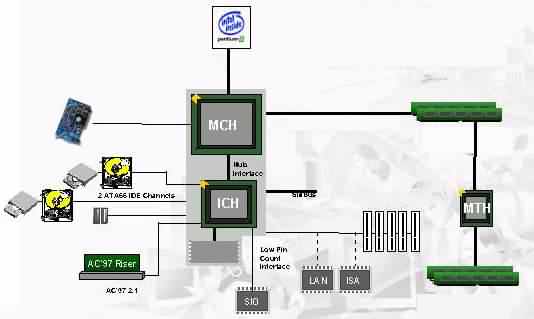 intel
inside
pentium
MCH
Hub
Interface
2 ATA66 IDE Channels
ICH
SMBus
MTH
AC'97 Riser
AC'97 2.1
Low Pin
Count
Interface
LAN
ISA
SIO